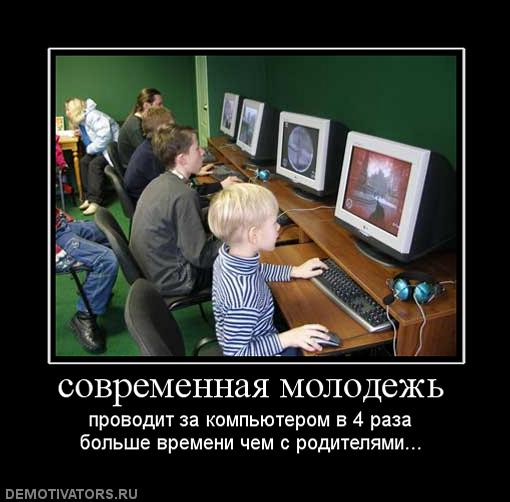 современная молодежь
проводит за компьютером в 4 раза
больше времени чем с родителями...
DEMOTIVATORS.RU